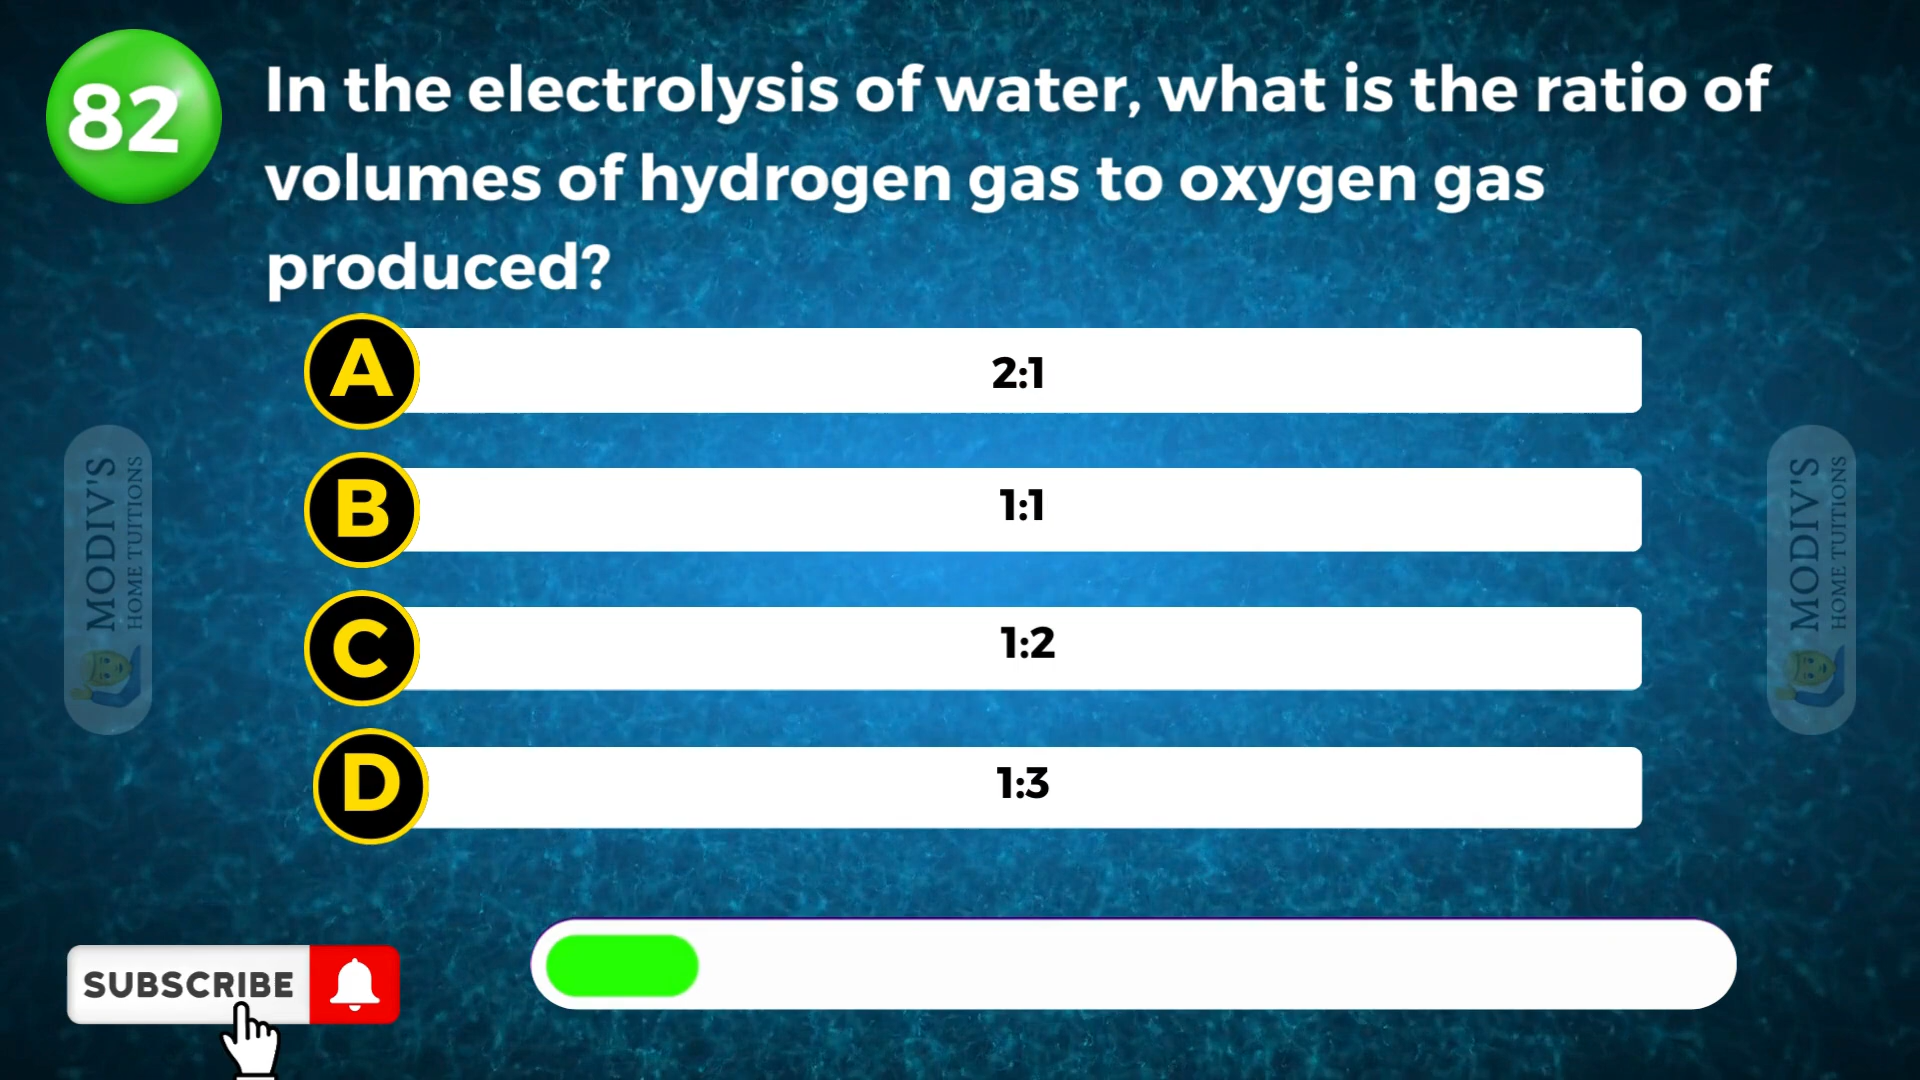 82
In the electrolysis of water, what is the ratio of
volumes of hydrogen gas to oxygen gas
produced?
A
2:1
B
1:1
C
1:2
D
1:3
MODIV'S
HOME TUITIONS
MODIV'S
HOME TUITIONS
SUBSCRIBE